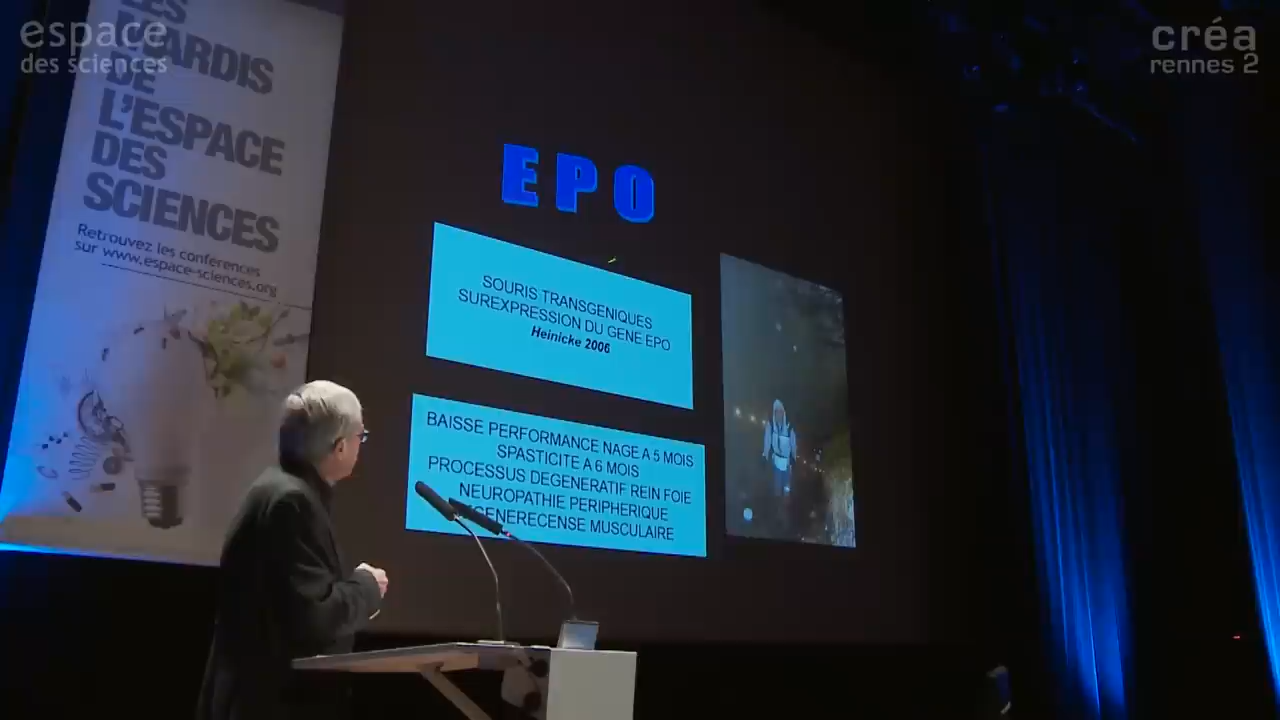 espace
des sciences
créa
rennes 2
LES
MARDIS
DE
L'ESPACE
DES
SCIENCES
Retrouvez les conférences
sur www.espace-sciences.org
EPO
SOURIS TRANSGENIQUES
SUREXPRESSION DU GENE EPO
Heinicke 2006
BAISSE PERFORMANCE NAGE A 5 MOIS
SPASTICITE A 6 MOIS
PROCESSUS DEGENERATIF REIN FOIE
NEUROPATHIE PERIPHERIQUE
GENERECENSE MUSCULAIRE